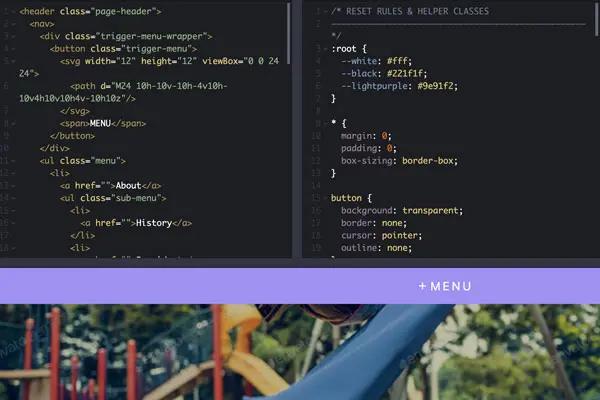 <header class="page-header">
<nav>
<div class="trigger-menu-wrapper">
<button class="trigger-menu">
<svg width="12" height="12" viewBox="0 0 24
24">
<path d="M24 10h-10v-10h-4v10h-
10v4h10v10h4v-10h10z"/>
</svg>
<span>MENU</span>
</button>
</div>
<ul class="menu">
<li>
<a href="">About</a>
<ul class="sub-menu">
<li>
<a href="">History</a>
</li>
<li>
/* RESET RULES & HELPER CLASSES
*/
:root {
--white: #fff;
--black: #221f1f;
--lightpurple: #9e91f2;
}
* {
margin: 0;
padding: 0;
box-sizing: border-box;
}
button {
background: transparent;
border: none;
cursor: pointer;
outline: none;
+ MENU